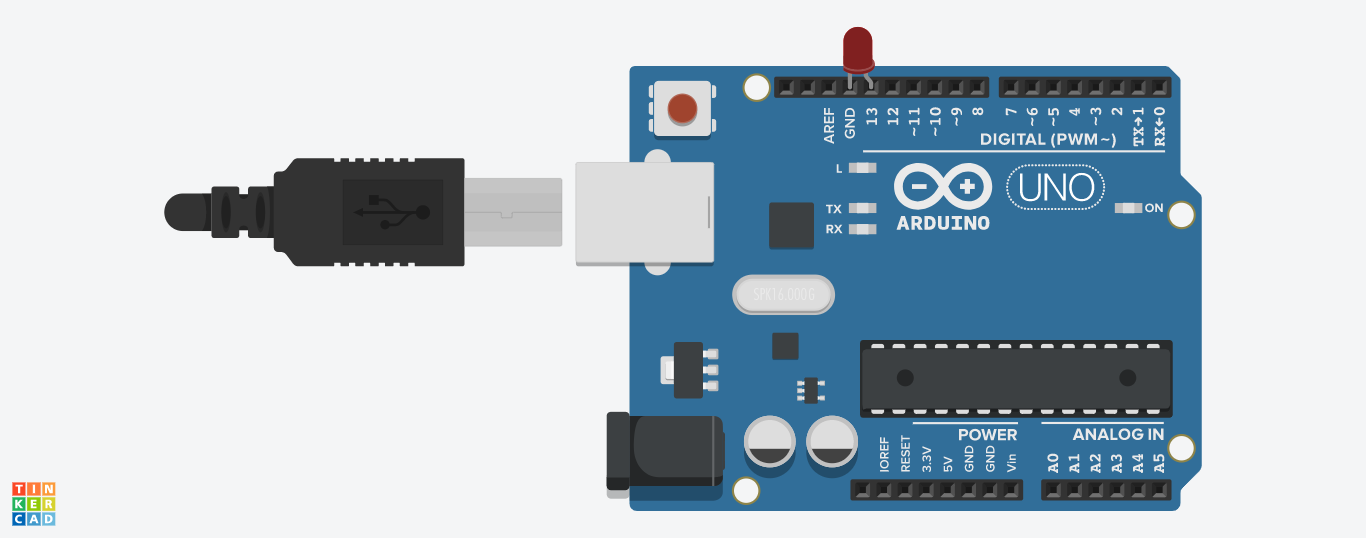 AREF
GND
13
12
~11
~10
~9
8
7
~6
~5
4
~3
2
TX→1
RX←0
DIGITAL (PWM~)
L
TX
RX
UNO
ON
ARDUINO
SPK16.000G
POWER
ANALOG IN
IOREF
RESET
3.3V
5V
GND
GND
Vin
A0
A1
A2
A3
A4
A5
TIN
KER
CAD